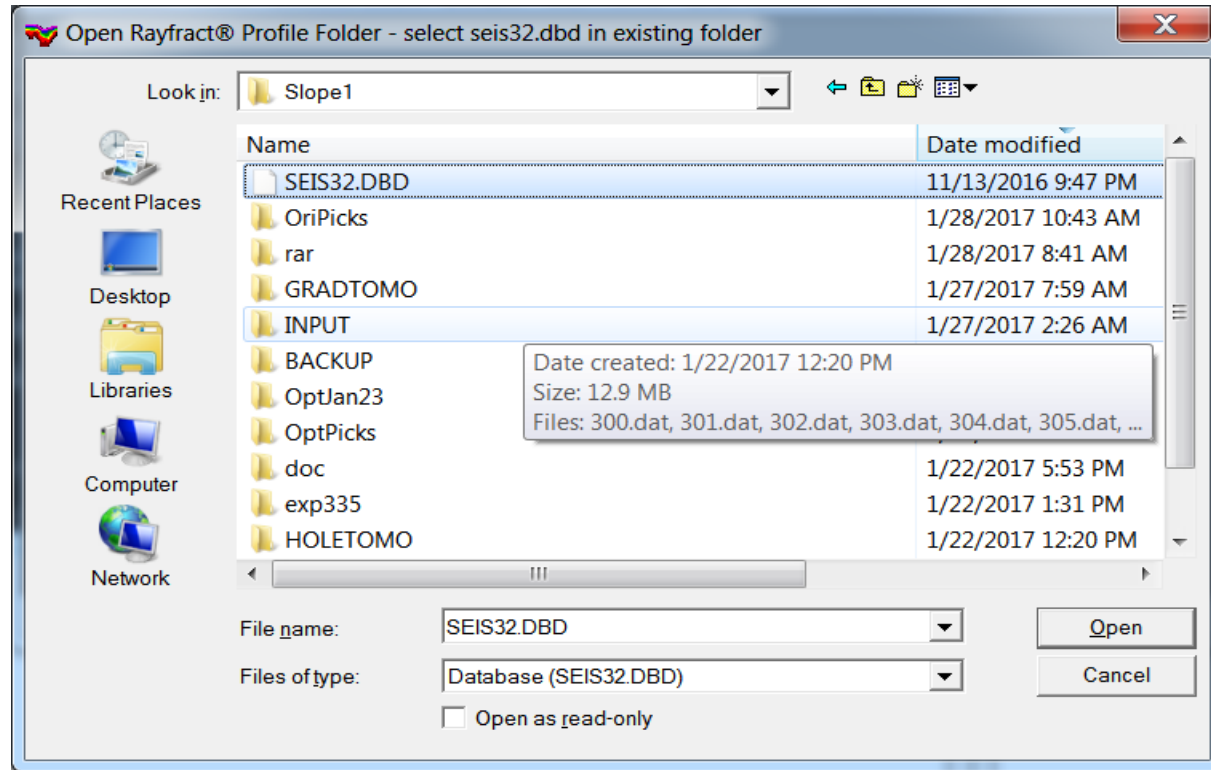 Open Rayfract® Profile Folder - select seis32.dbd in existing folder
Look in: Slope1
Name Date modified
SEIS32.DBD 11/13/2016 9:47 PM
OriPicks 1/28/2017 10:43 AM
rar 1/28/2017 8:41 AM
GRADTOMO 1/27/2017 7:59 AM
INPUT 1/27/2017 2:26 AM
BACKUP
OptJan23
OptPicks
doc 1/22/2017 5:53 PM
exp335 1/22/2017 1:31 PM
HOLETOMO 1/22/2017 12:20 PM
Date created: 1/22/2017 12:20 PM
Size: 12.9 MB
Files: 300.dat, 301.dat, 302.dat, 303.dat, 304.dat, 305.dat, ...
Recent Places
Desktop
Libraries
Computer
Network
File name: SEIS32.DBD Open
Files of type: Database (SEIS32.DBD) Cancel
Open as read-only